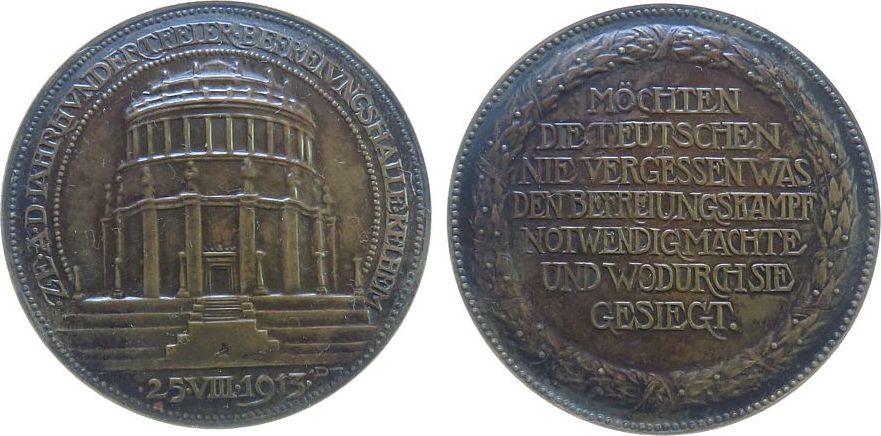 Z.E.A.D. JAHRHVNDERTFEIER·BEFREIUNGSHALLE KELHEIM
·25·VIII·1913·
D
MÖCHTEN
DIE TEUTSCHEN
NIE VERGESSEN WAS
DEN BEFREIUNGSKAMPF
NOTWENDIG MACHTE
UND WODURCH SIE
GESIEGT.